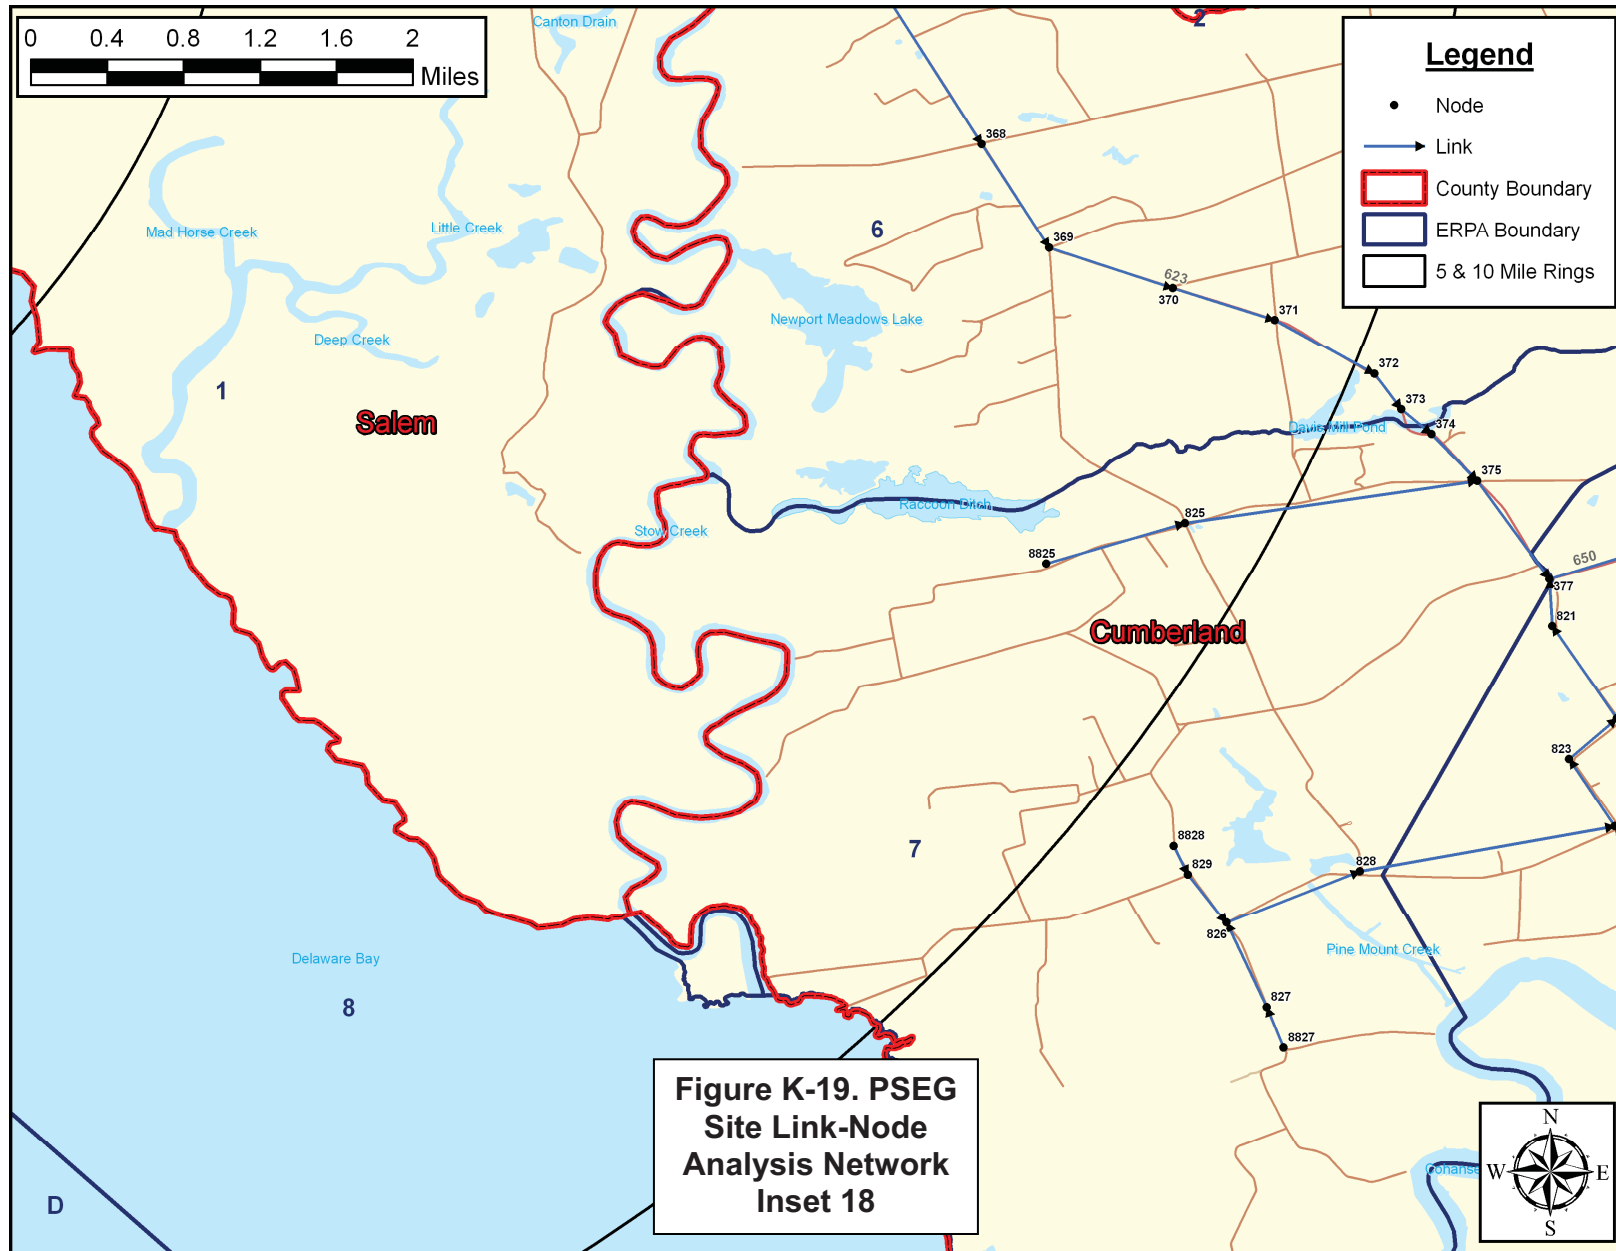 0 0.4 0.8 1.2 1.6 2
Miles
Canton Drain
2
Legend
Node
Link
County Boundary
ERPA Boundary
5 & 10 Mile Rings
368
Mad Horse Creek
Little Creek
6
369
623
370
371
Newport Meadows Lake
Deep Creek
372
1
373
Salem
Davis Mill Pond
374
375
Raccoon Ditch
825
Stow Creek
8825
650
377
821
Cumberland
823
8828
7
829
828
826
Pine Mount Creek
Delaware Bay
8
827
8827
Figure K-19. PSEG
Site Link-Node
Analysis Network
Inset 18
N
W E
S
D